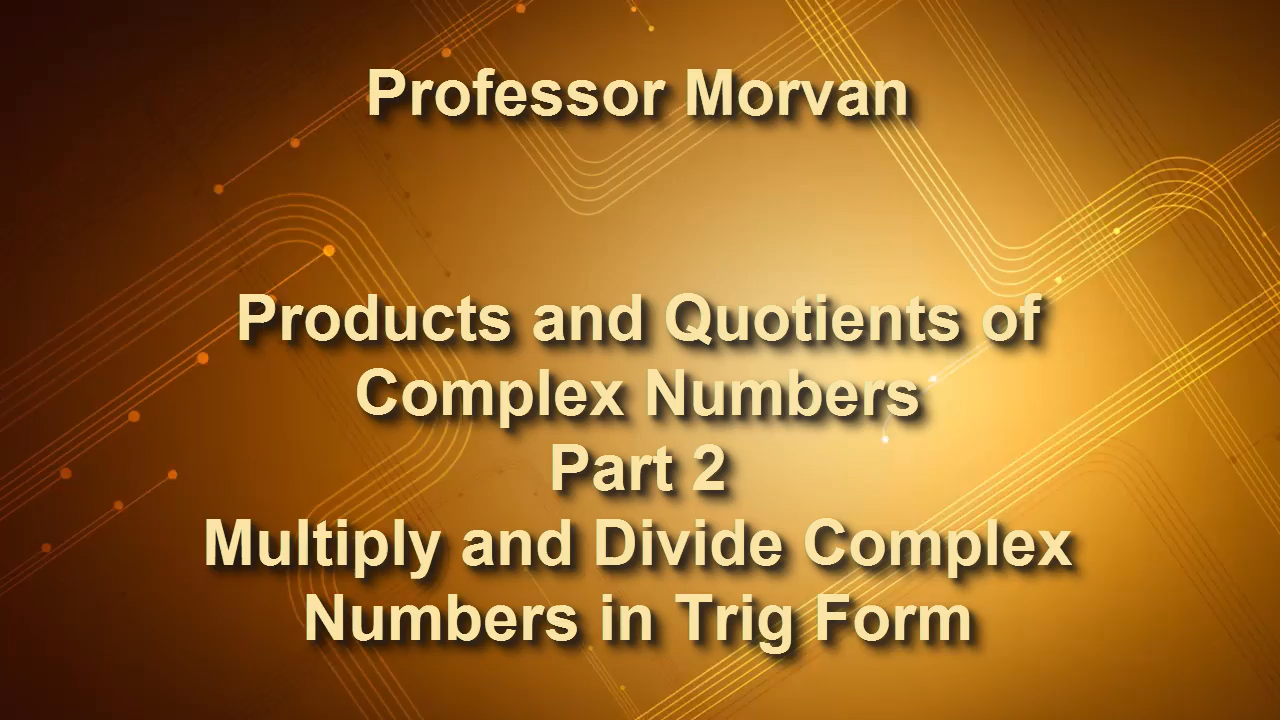 Professor Morvan
Products and Quotients of
Complex Numbers
Part 2
Multiply and Divide Complex
Numbers in Trig Form